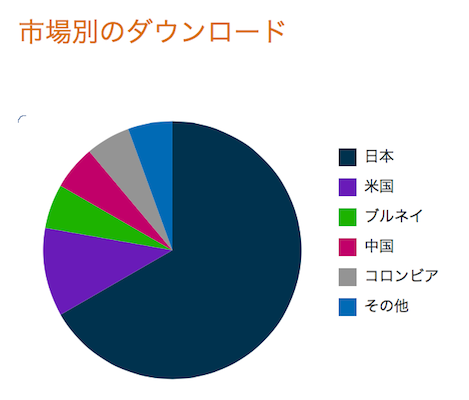 市場別のダウンロード
日本
米国
ブルネイ
中国
コロンビア
その他